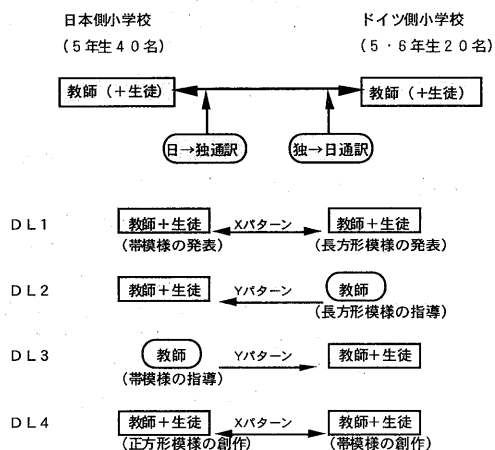 日本側小学校 ドイツ側小学校
(5年生40名) (5・6年生20名)
教師(+生徒) 教師(+生徒)
日→独通訳 独→日通訳
DL1 教師+生徒 Xパターン 教師+生徒
(帯模様の発表) (長方形模様の発表)
DL2 教師+生徒 Yパターン 教師
(長方形模様の指導)
DL3 教師 Yパターン 教師+生徒
(帯模様の指導)
DL4 教師+生徒 Xパターン 教師+生徒
(正方形模様の創作) (帯模様の創作)